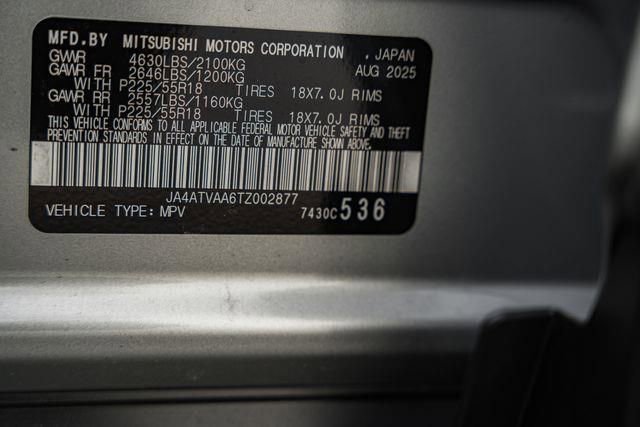 MFD.BY MITSUBISHI MOTORS CORPORATION , JAPAN
GVWR 4630LBS/2100KG AUG 2025
GAWR FR 2646LBS/1200KG
WITH P225/55R18 TIRES 18X7.0J RIMS
GAWR RR 2557LBS/1160KG
WITH P225/55R18 TIRES 18X7.0J RIMS
THIS VEHICLE CONFORMS TO ALL APPLICABLE FEDERAL MOTOR VEHICLE SAFETY AND THEFT
PREVENTION STANDARDS IN EFFECT ON THE DATE OF MANUFACTURE SHOWN ABOVE.
JA4ATVAA6TZ002877
VEHICLE TYPE:MPV 7430C536